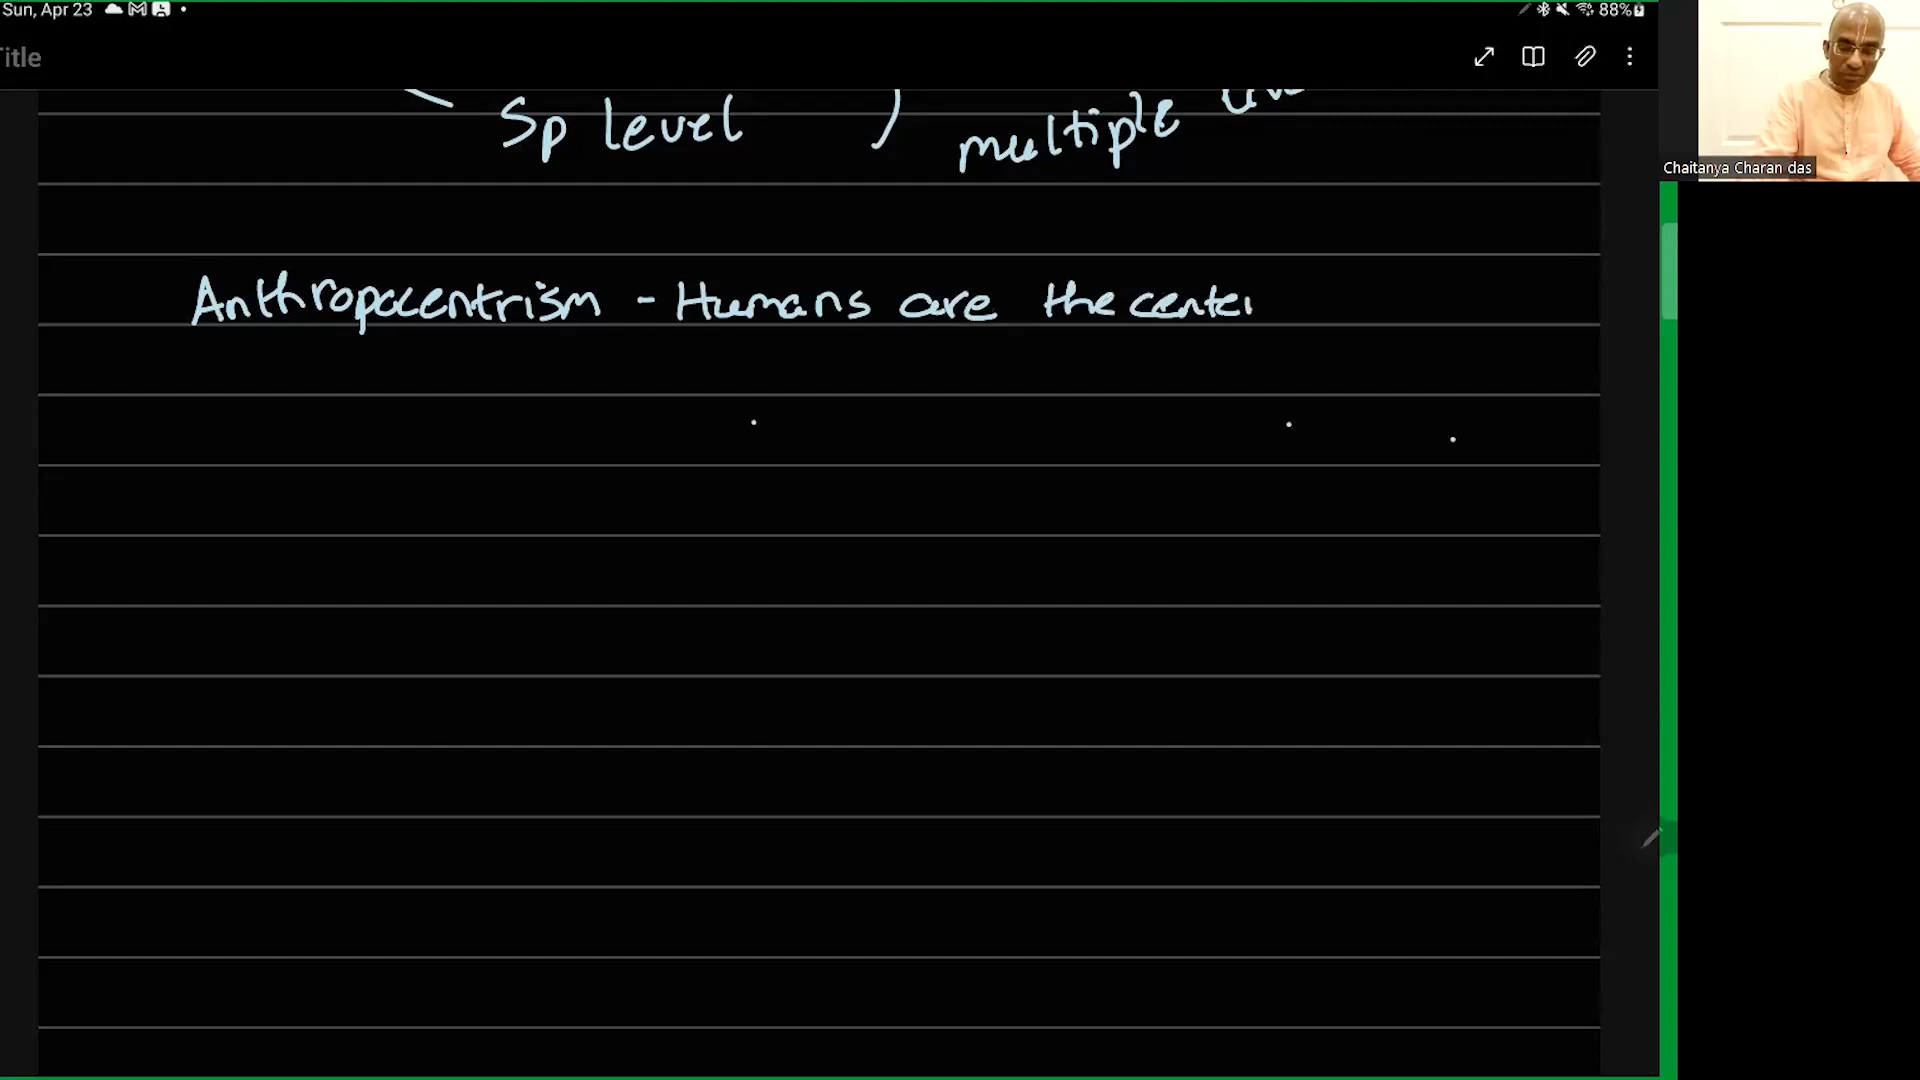 Sun, Apr 23
88%
Title
Sp level ) multiple
Anthropocentrism - Humans are the center
Chaitanya Charan das